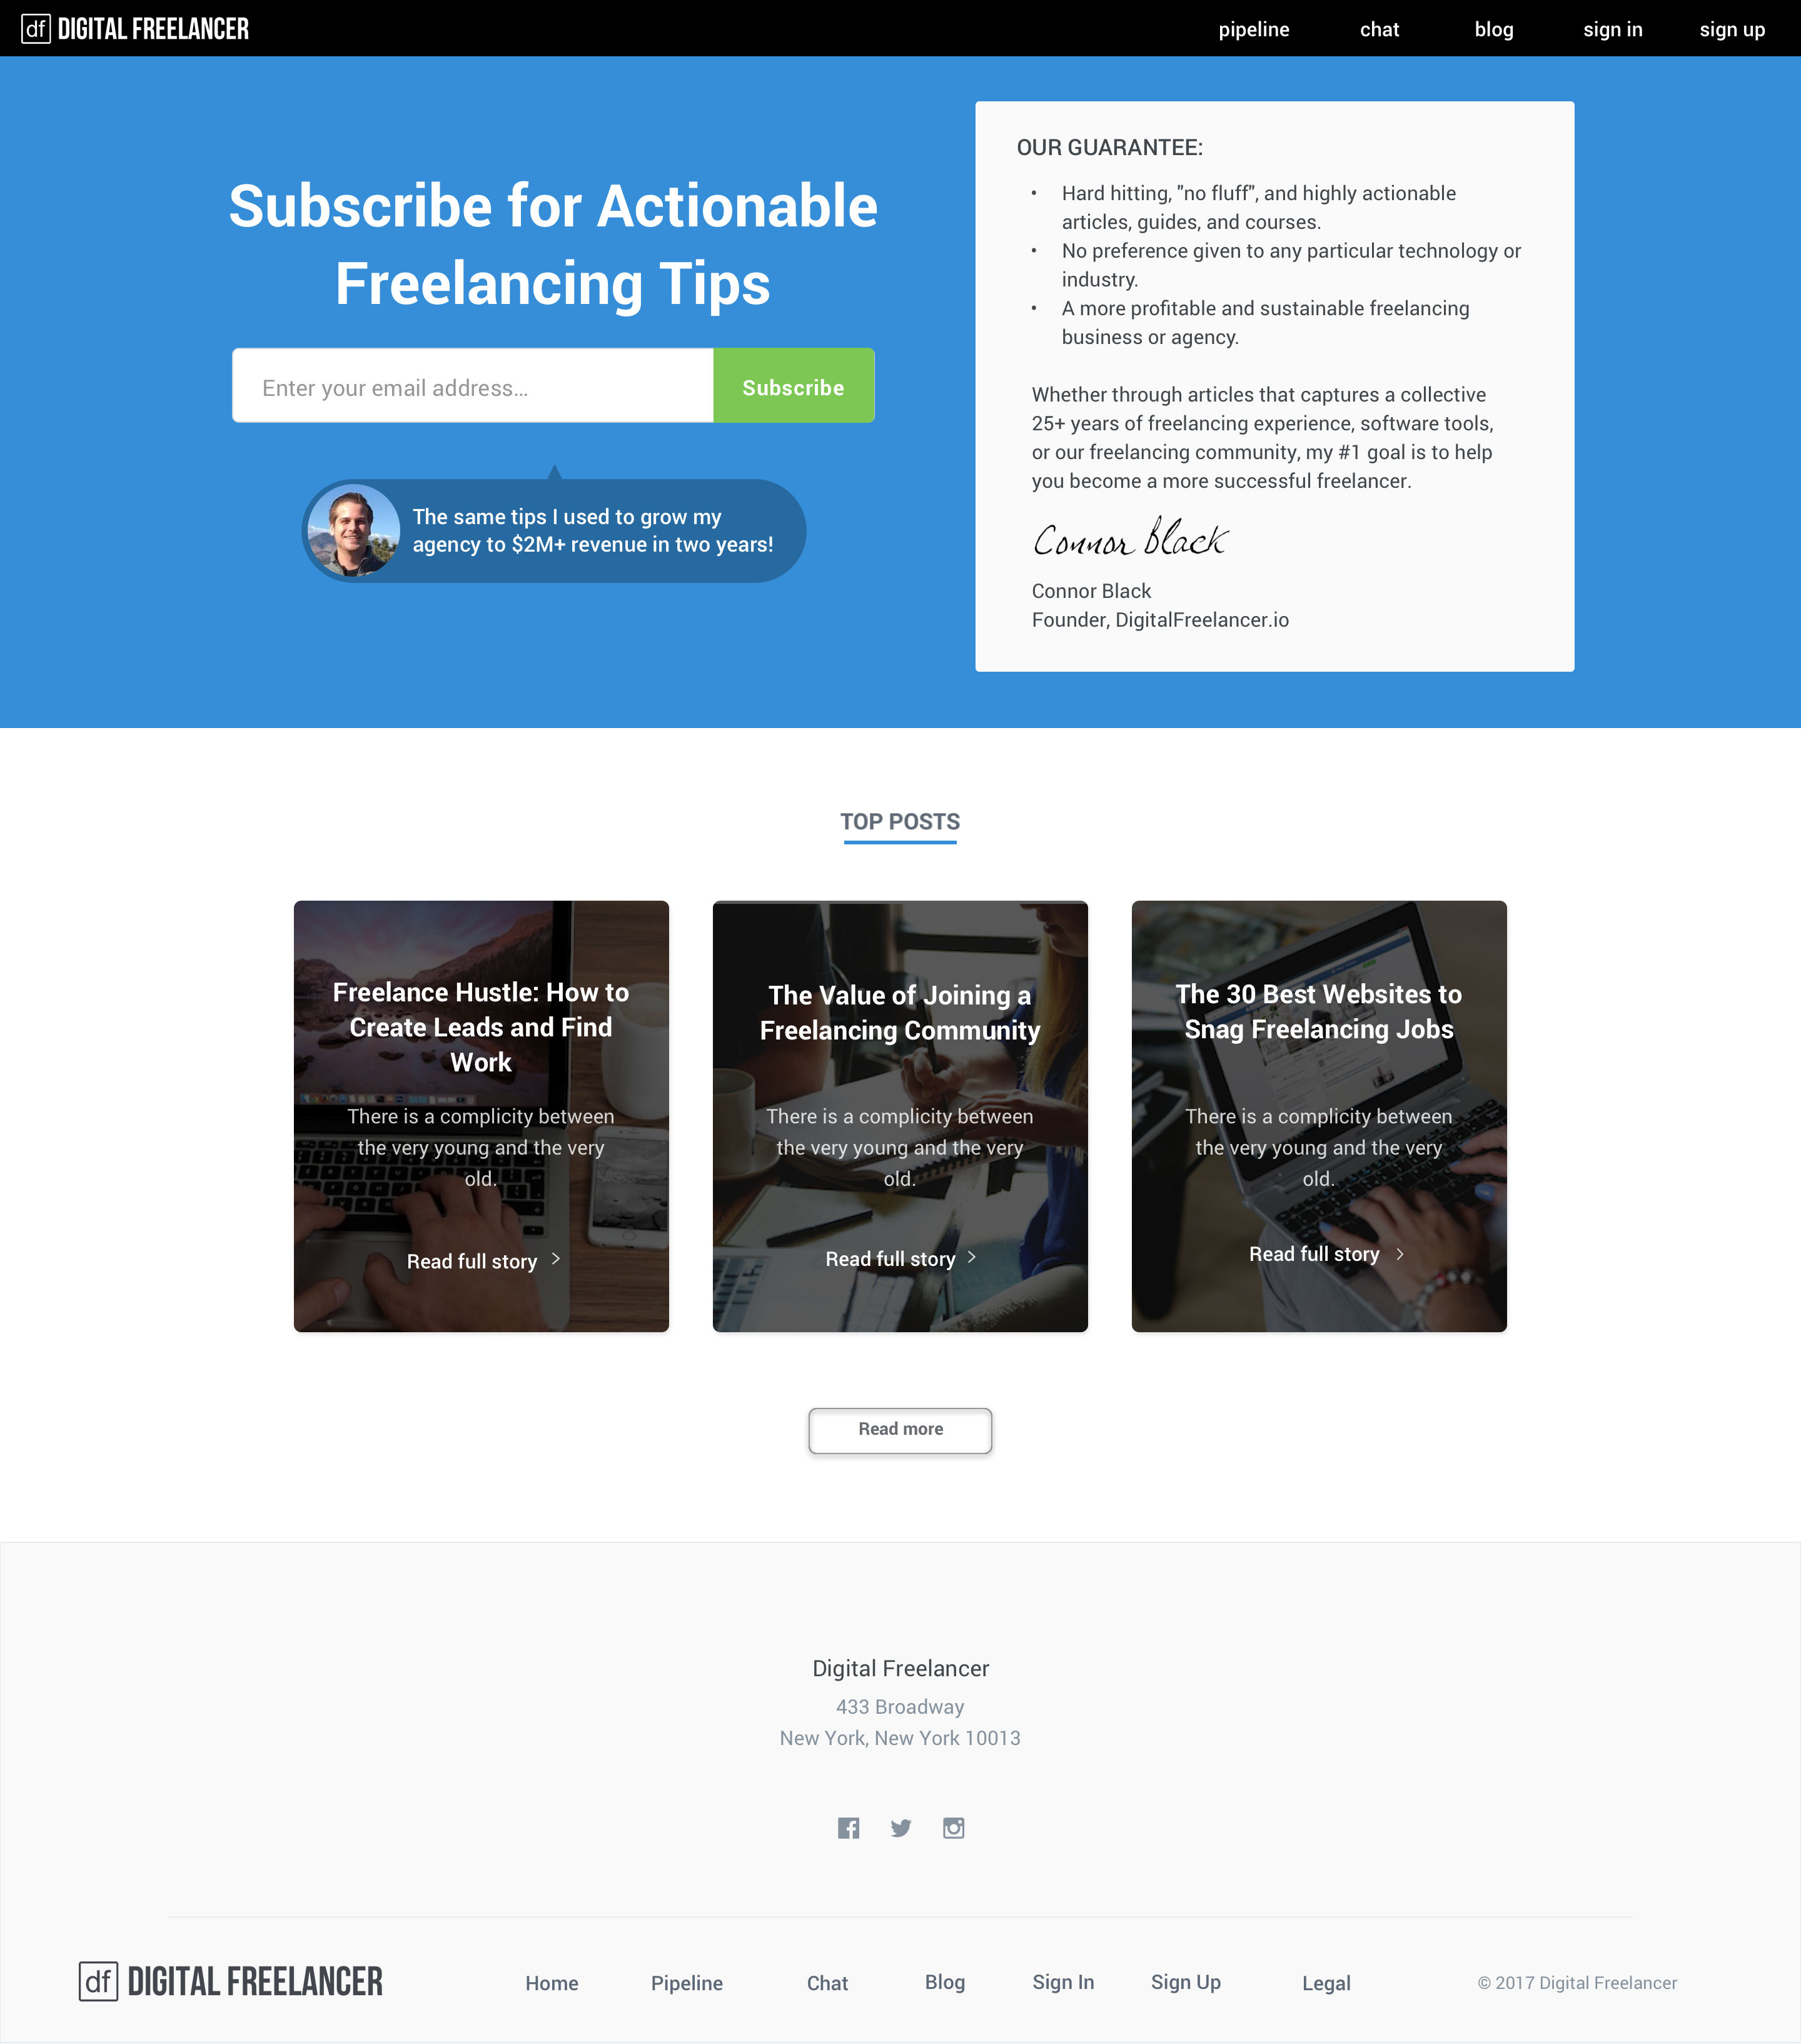 df DIGITAL FREELANCER
pipeline chat blog sign in sign up
Subscribe for Actionable
Freelancing Tips
Enter your email address...
Subscribe
The same tips I used to grow my
agency to $2M+ revenue in two years!
OUR GUARANTEE:
• Hard hitting, "no fluff", and highly actionable
articles, guides, and courses.
• No preference given to any particular technology or
industry.
• A more profitable and sustainable freelancing
business or agency.
Whether through articles that captures a collective
25+ years of freelancing experience, software tools,
or our freelancing community, my #1 goal is to help
you become a more successful freelancer.
Connor Black
Connor Black
Founder, DigitalFreelancer.io
TOP POSTS
Freelance Hustle: How to
Create Leads and Find
Work
There is a complicity between
the very young and the very
old.
Read full story
The Value of Joining a
Freelancing Community
There is a complicity between
the very young and the very
old.
Read full story
The 30 Best Websites to
Snag Freelancing Jobs
There is a complicity between
the very young and the very
old.
Read full story
Read more
Digital Freelancer
433 Broadway
New York, New York 10013
df DIGITAL FREELANCER
Home Pipeline Chat Blog Sign In Sign Up Legal
© 2017 Digital Freelancer